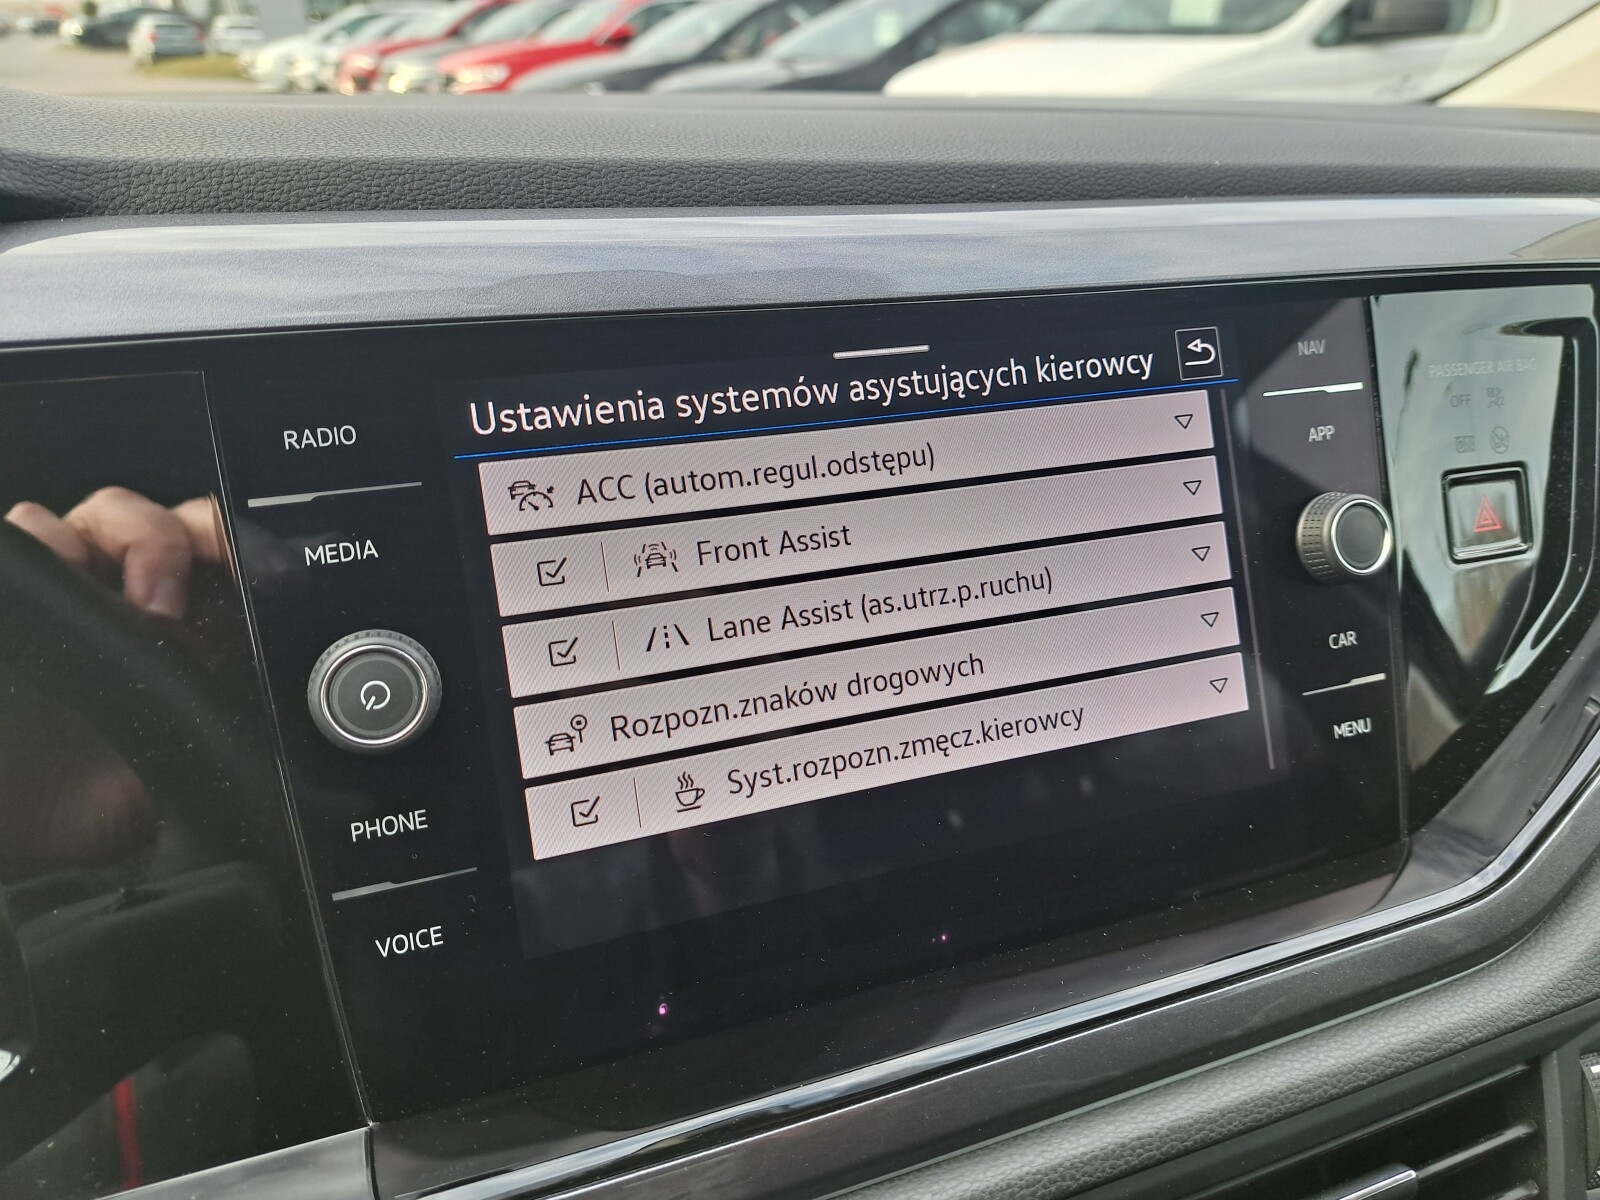 Ustawienia systemów asystujących kierowcy
ACC (autom.regul.odstępu)
Front Assist
Lane Assist (as.utrz.p.ruchu)
Rozpozn.znaków drogowych
Syst.rozpozn.zmęcz.kierowcy
RADIO
MEDIA
PHONE
VOICE
NAV
APP
CAR
MENU
PASSENGER AIR BAG
OFF